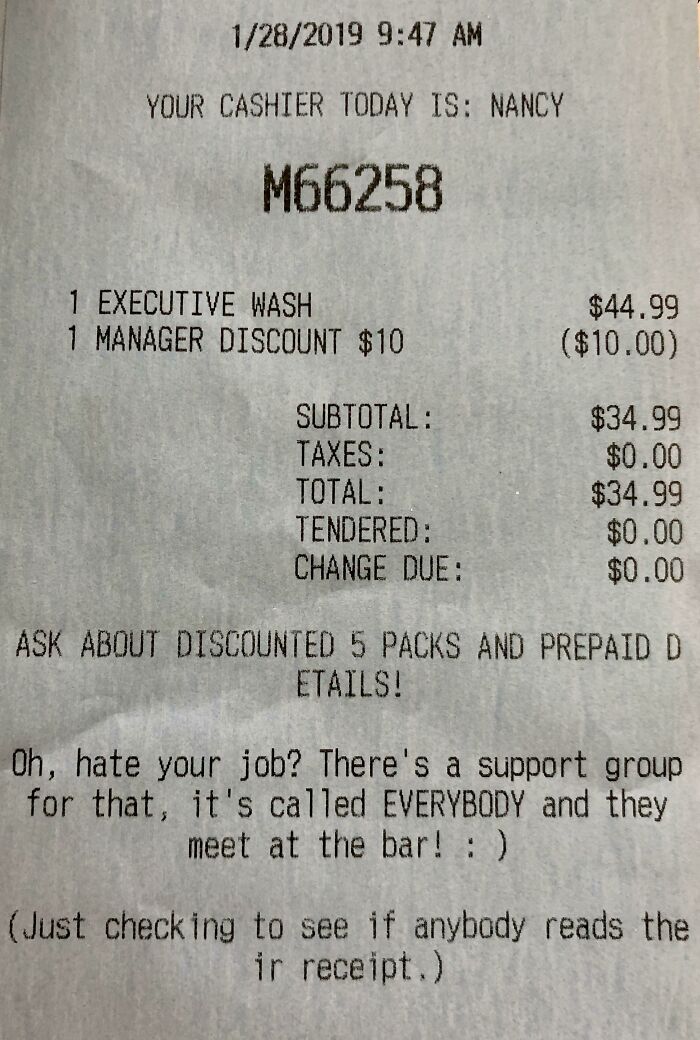 1/28/2019 9:47 AM
YOUR CASHIER TODAY IS: NANCY
M66258
1 EXECUTIVE WASH $44.99
1 MANAGER DISCOUNT $10 ($10.00)
SUBTOTAL: $34.99
TAXES: $0.00
TOTAL: $34.99
TENDERED: $0.00
CHANGE DUE: $0.00
ASK ABOUT DISCOUNTED 5 PACKS AND PREPAID D
ETAILS!
Oh, hate your job? There's a support group
for that, it's called EVERYBODY and they
meet at the bar! : )
(Just checking to see if anybody reads the
ir receipt.)